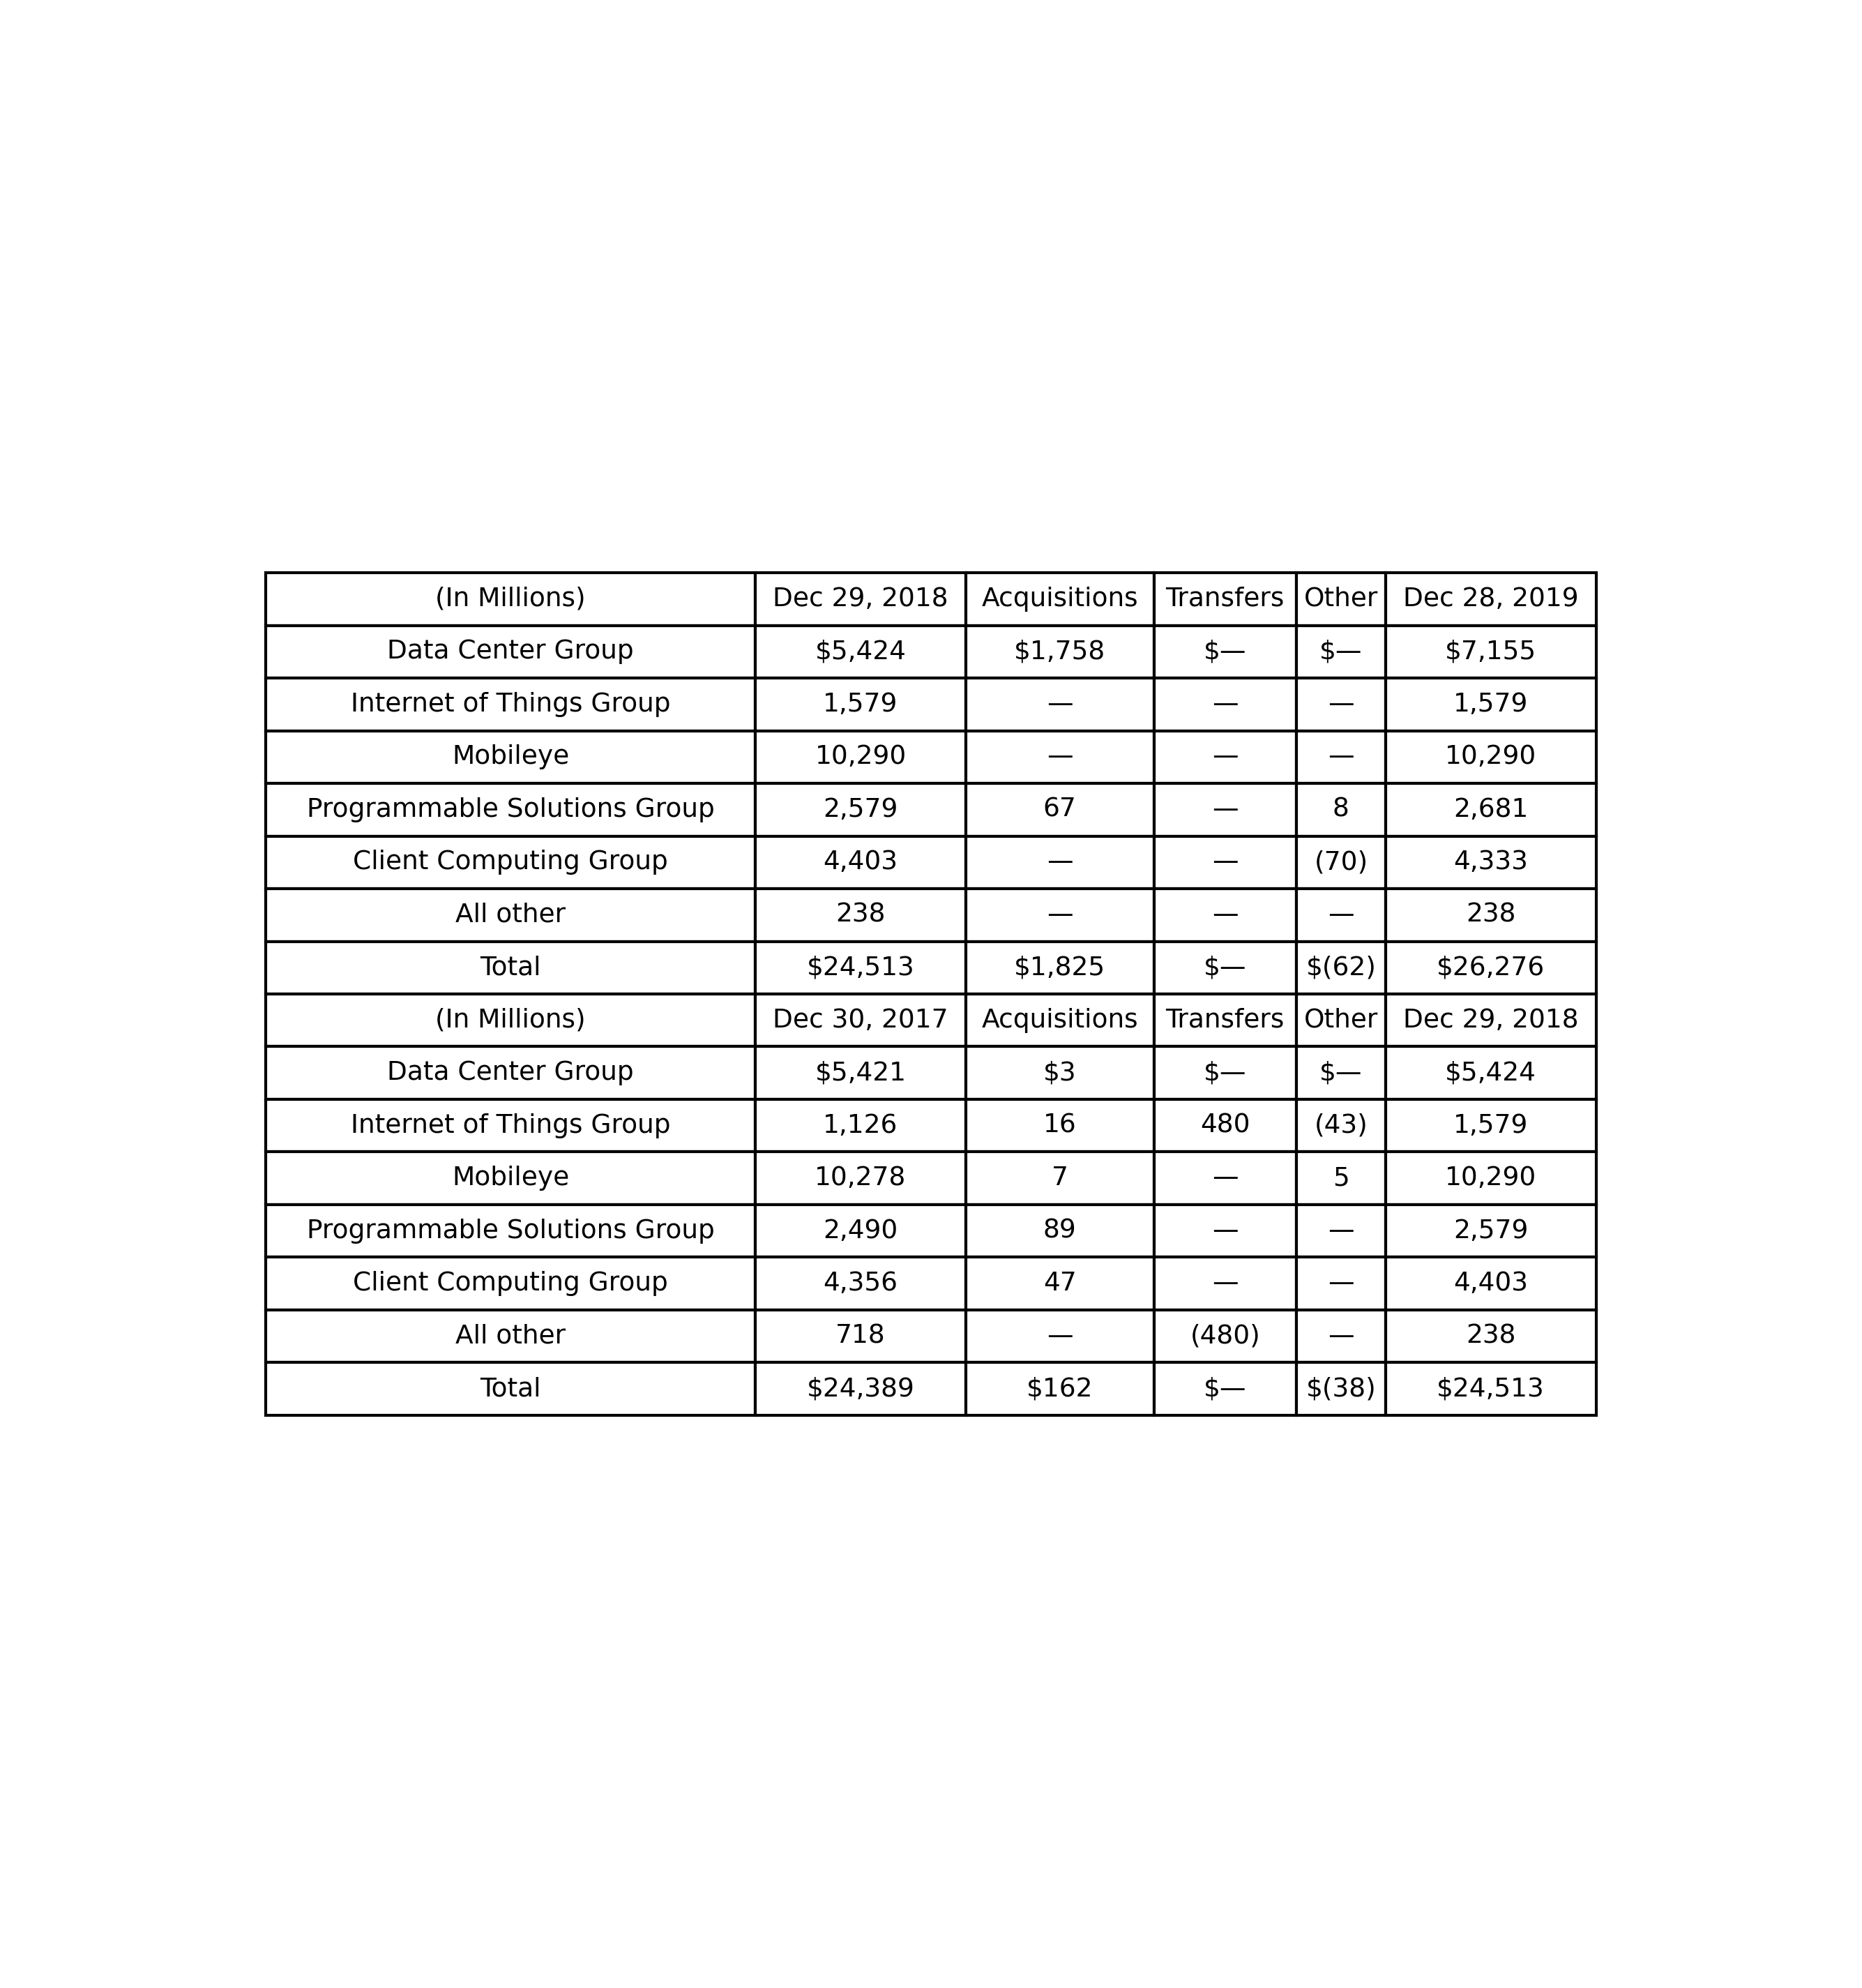 (In Millions) Dec 29, 2018 Acquisitions Transfers Other Dec 28, 2019
Data Center Group $5,424 $1,758 $— $— $7,155
Internet of Things Group 1,579 — — — 1,579
Mobileye 10,290 — — — 10,290
Programmable Solutions Group 2,579 67 — 8 2,681
Client Computing Group 4,403 — — (70) 4,333
All other 238 — — — 238
Total $24,513 $1,825 $— $(62) $26,276
(In Millions) Dec 30, 2017 Acquisitions Transfers Other Dec 29, 2018
Data Center Group $5,421 $3 $— $— $5,424
Internet of Things Group 1,126 16 480 (43) 1,579
Mobileye 10,278 7 — 5 10,290
Programmable Solutions Group 2,490 89 — — 2,579
Client Computing Group 4,356 47 — — 4,403
All other 718 — (480) — 238
Total $24,389 $162 $— $(38) $24,513